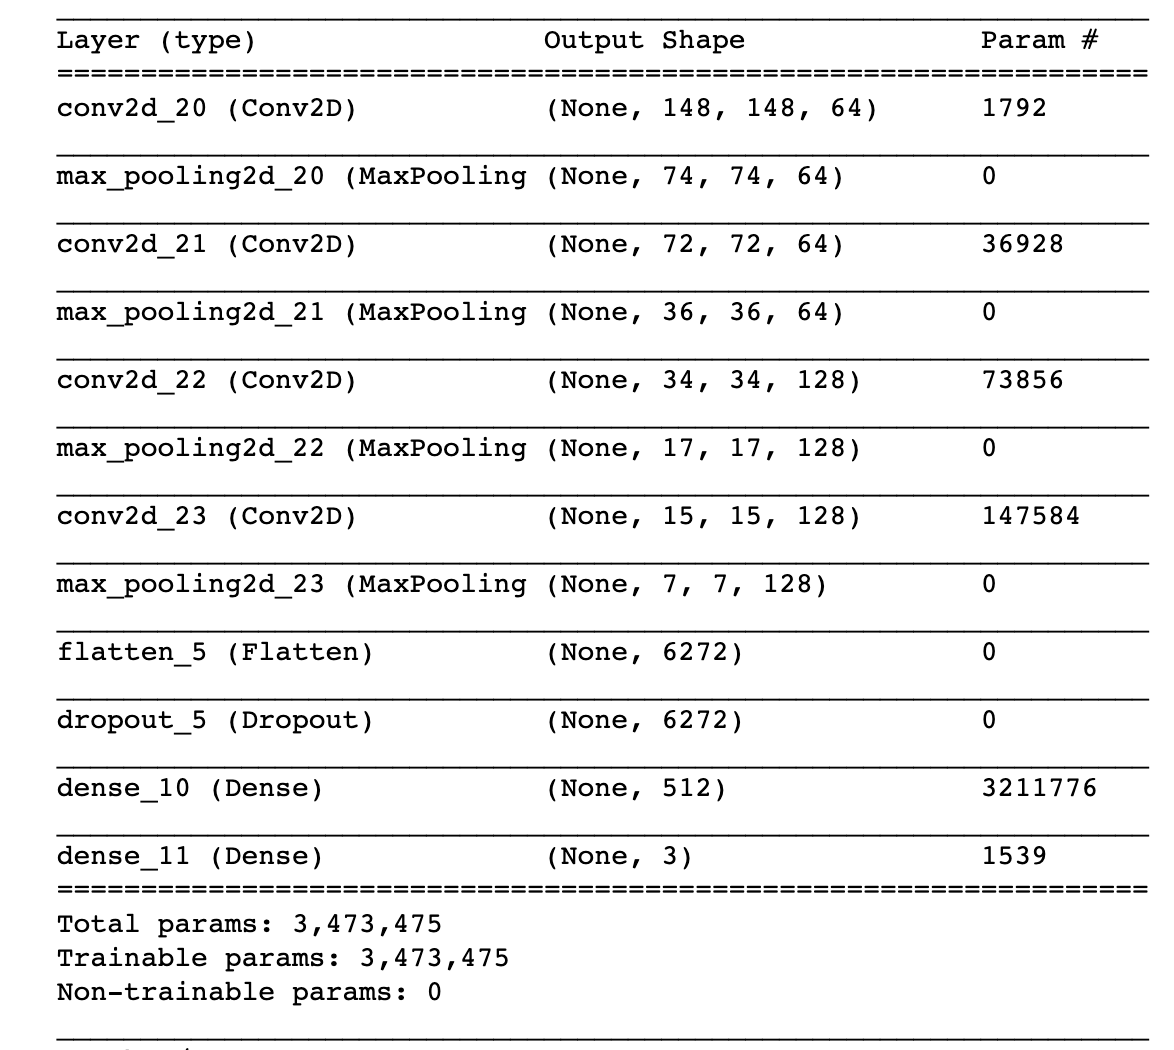 Layer (type) Output Shape Param #
=================================================================
conv2d_20 (Conv2D) (None, 148, 148, 64) 1792
max_pooling2d_20 (MaxPooling (None, 74, 74, 64) 0
conv2d_21 (Conv2D) (None, 72, 72, 64) 36928
max_pooling2d_21 (MaxPooling (None, 36, 36, 64) 0
conv2d_22 (Conv2D) (None, 34, 34, 128) 73856
max_pooling2d_22 (MaxPooling (None, 17, 17, 128) 0
conv2d_23 (Conv2D) (None, 15, 15, 128) 147584
max_pooling2d_23 (MaxPooling (None, 7, 7, 128) 0
flatten_5 (Flatten) (None, 6272) 0
dropout_5 (Dropout) (None, 6272) 0
dense_10 (Dense) (None, 512) 3211776
dense_11 (Dense) (None, 3) 1539
=================================================================
Total params: 3,473,475
Trainable params: 3,473,475
Non-trainable params: 0